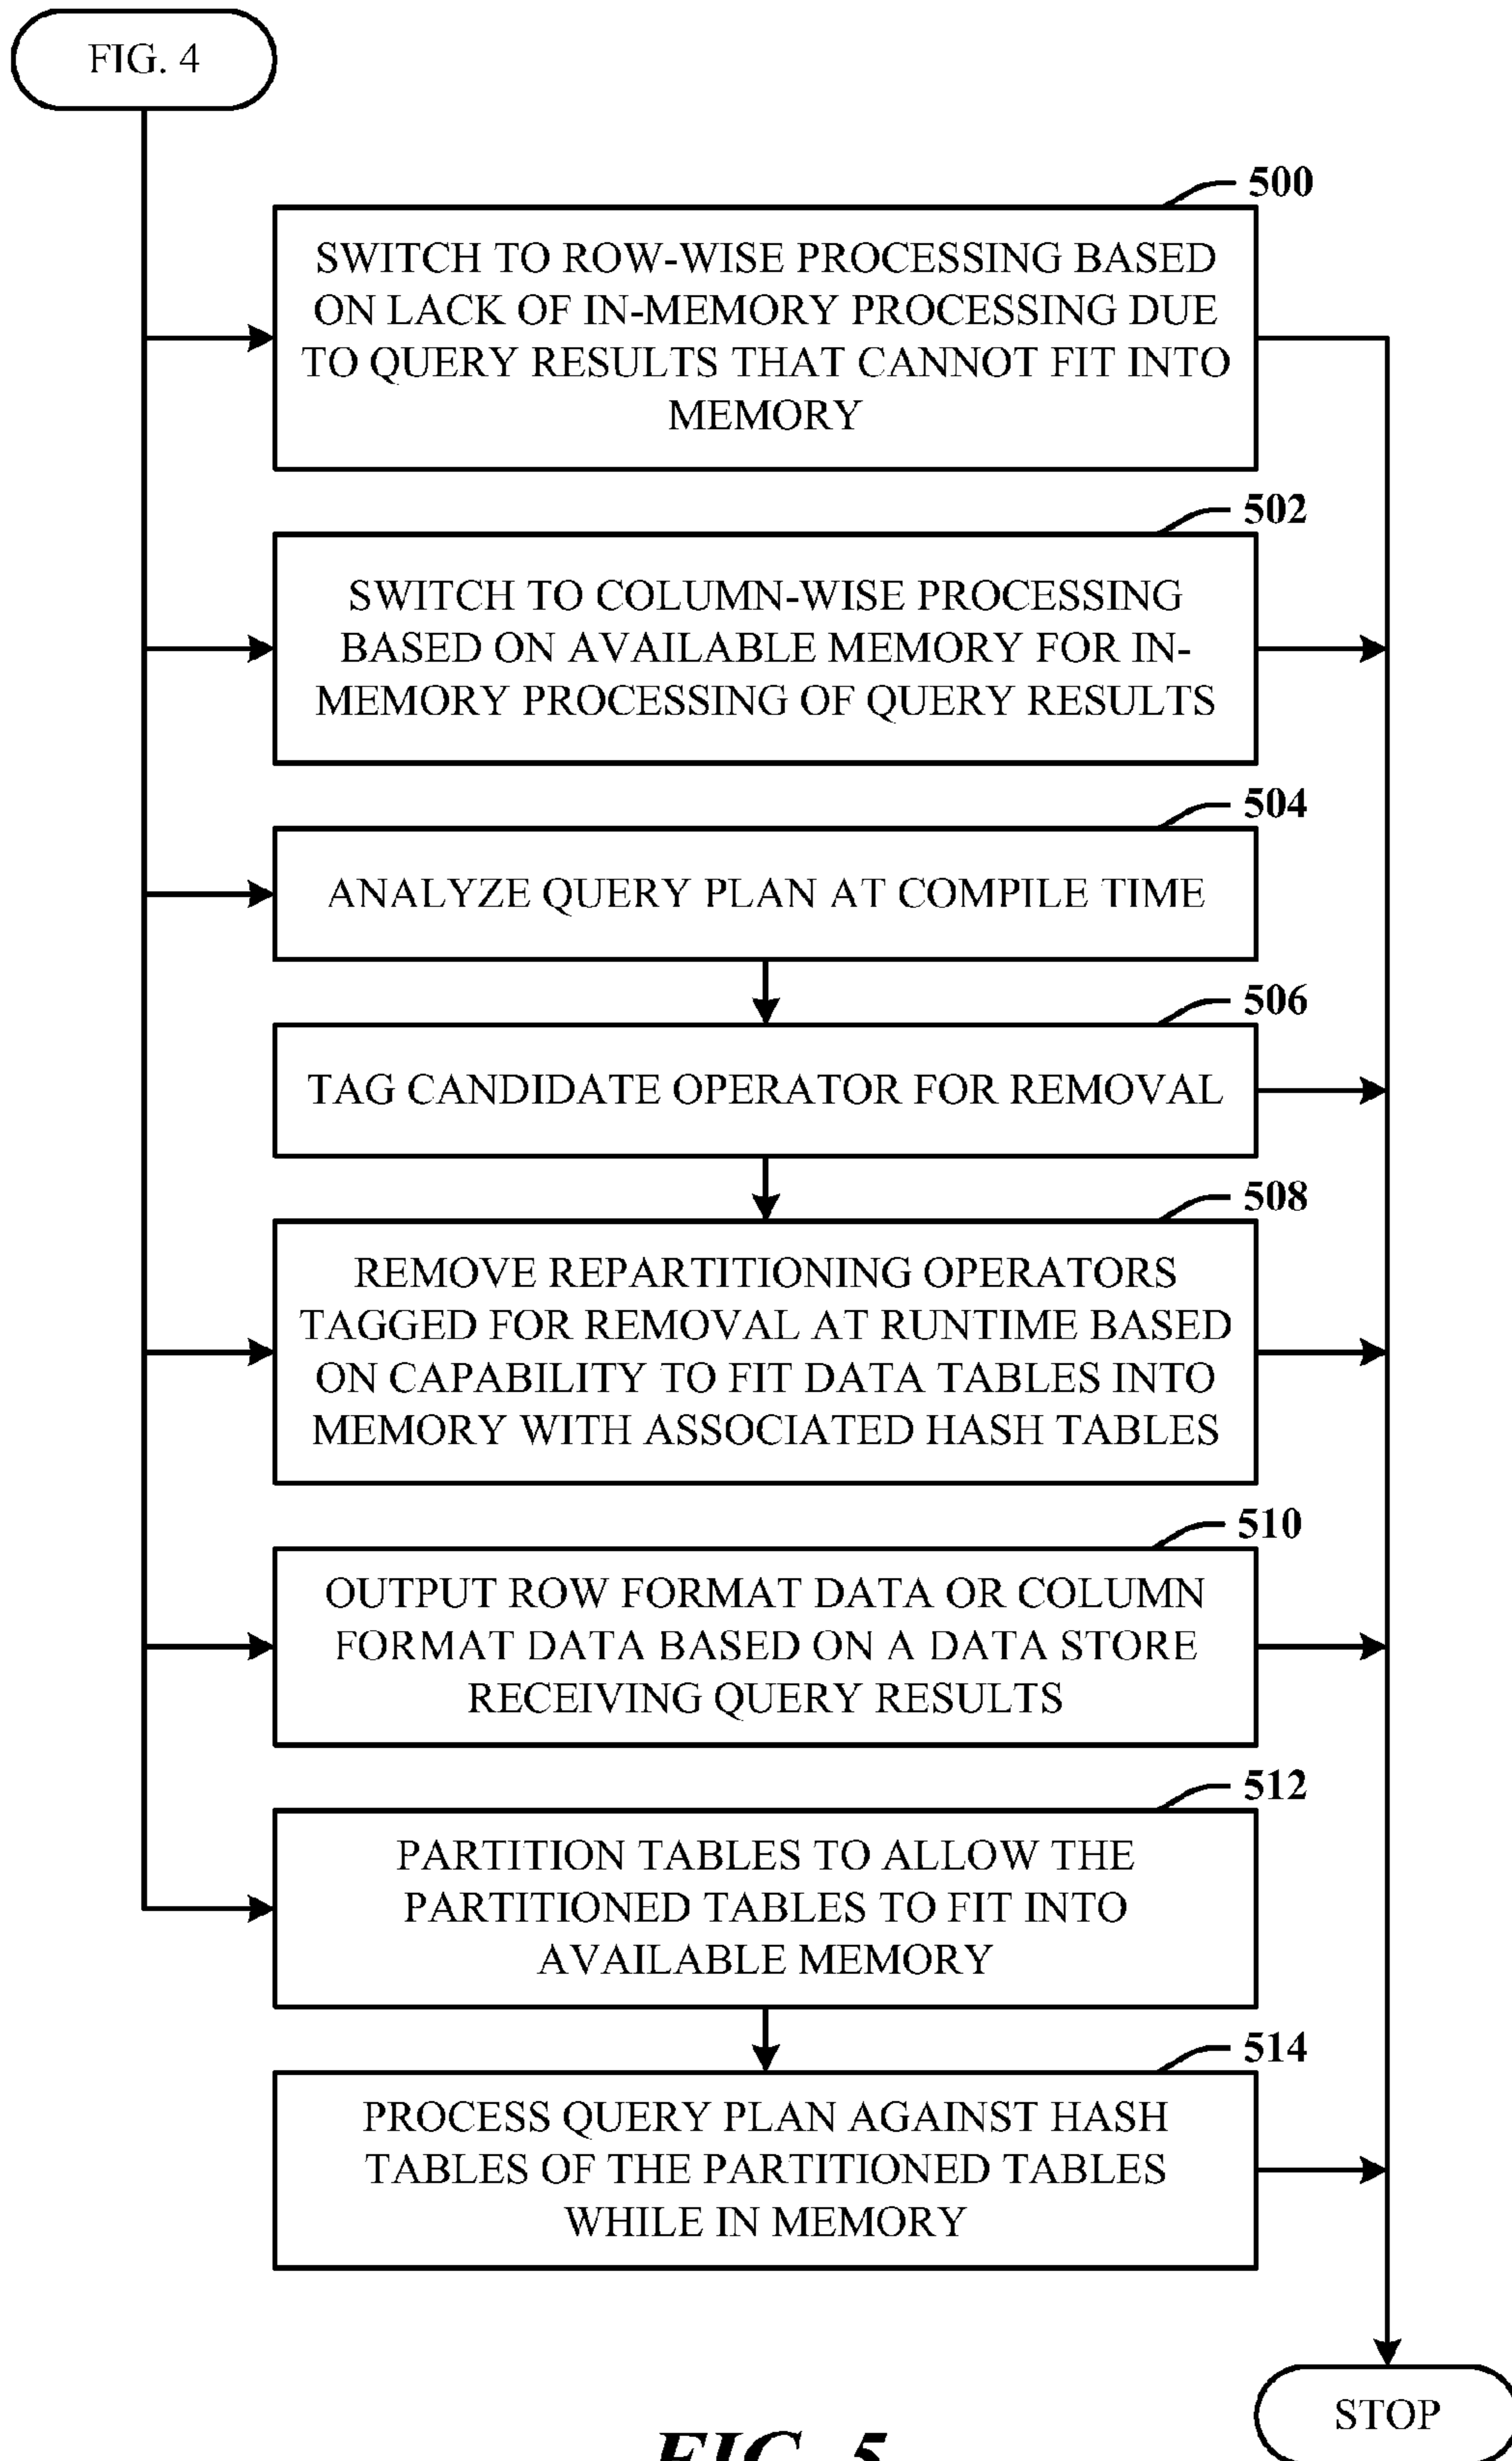 FIG. 4
500
SWITCH TO ROW-WISE PROCESSING BASED
ON LACK OF IN-MEMORY PROCESSING DUE
TO QUERY RESULTS THAT CANNOT FIT INTO
MEMORY
502
SWITCH TO COLUMN-WISE PROCESSING
BASED ON AVAILABLE MEMORY FOR IN-
MEMORY PROCESSING OF QUERY RESULTS
504
ANALYZE QUERY PLAN AT COMPILE TIME
506
TAG CANDIDATE OPERATOR FOR REMOVAL
508
REMOVE REPARTITIONING OPERATORS
TAGGED FOR REMOVAL AT RUNTIME BASED
ON CAPABILITY TO FIT DATA TABLES INTO
MEMORY WITH ASSOCIATED HASH TABLES
510
OUTPUT ROW FORMAT DATA OR COLUMN
FORMAT DATA BASED ON A DATA STORE
RECEIVING QUERY RESULTS
512
PARTITION TABLES TO ALLOW THE
PARTITIONED TABLES TO FIT INTO
AVAILABLE MEMORY
514
PROCESS QUERY PLAN AGAINST HASH
TABLES OF THE PARTITIONED TABLES
WHILE IN MEMORY
STOP
FIG. 5